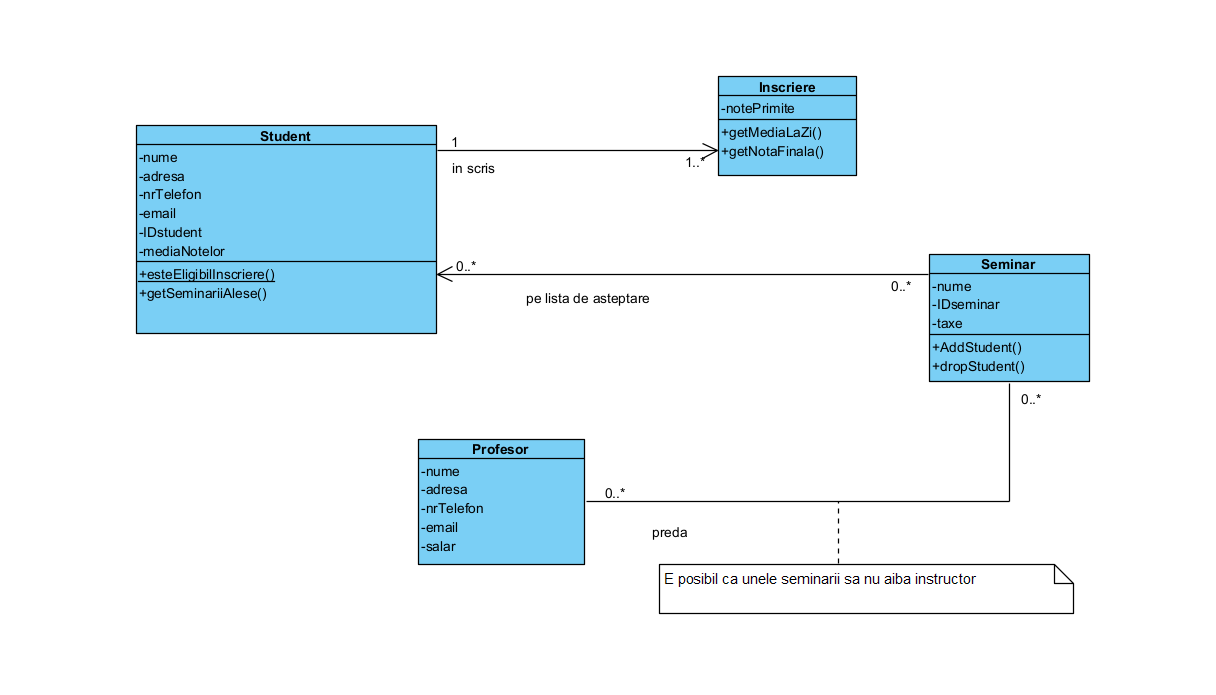 Inscriere
-notePrimite
+getMediaLaZi()
+getNotaFinala()
Student
-nume
-adresa
-nrTelefon
-email
-IDstudent
-mediaNotelor
+esteEligibilInscriere()
+getSeminariiAlese()
1
in scris
1..*
0..*
pe lista de asteptare
0..*
Seminar
-nume
-IDseminar
-taxe
+AddStudent()
+dropStudent()
0..*
Profesor
-nume
-adresa
-nrTelefon
-email
-salar
0..*
preda
E posibil ca unele seminarii sa nu aiba instructor